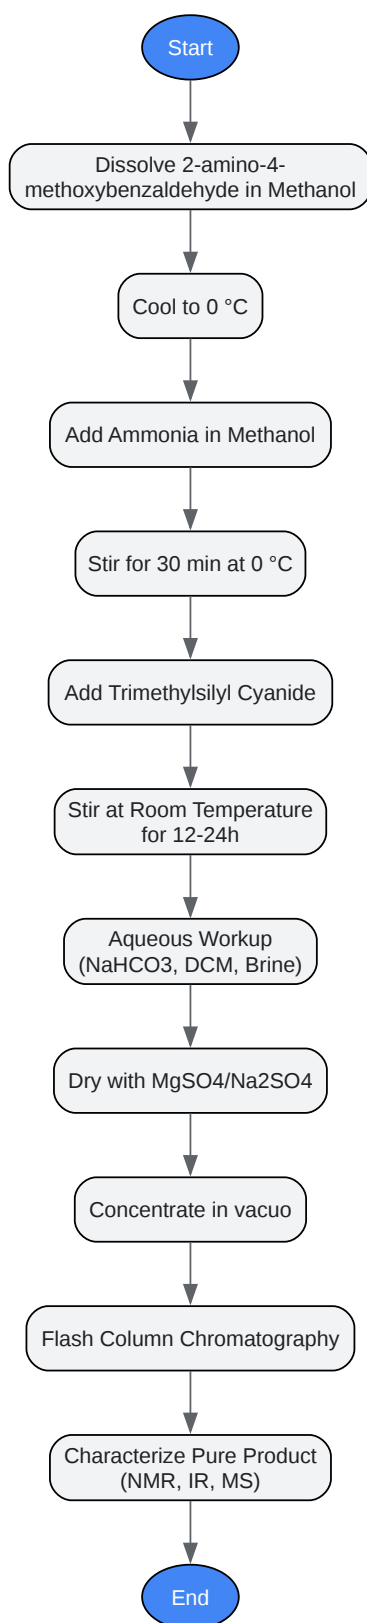 Start
Dissolve 2-amino-4-
methoxybenzaldehyde in Methanol
Cool to 0 °C
Add Ammonia in Methanol
Stir for 30 min at 0 °C
Add Trimethylsilyl Cyanide
Stir at Room Temperature
for 12-24h
Aqueous Workup
(NaHCO3, DCM, Brine)
Dry with MgSO4/Na2SO4
Concentrate in vacuo
Flash Column Chromatography
Characterize Pure Product
(NMR, IR, MS)
End